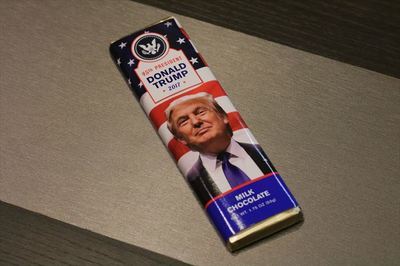 45th PRESIDENT
DONALD
TRUMP
2017
MILK
CHOCOLATE
NET WT. 1.75 OZ (50g)